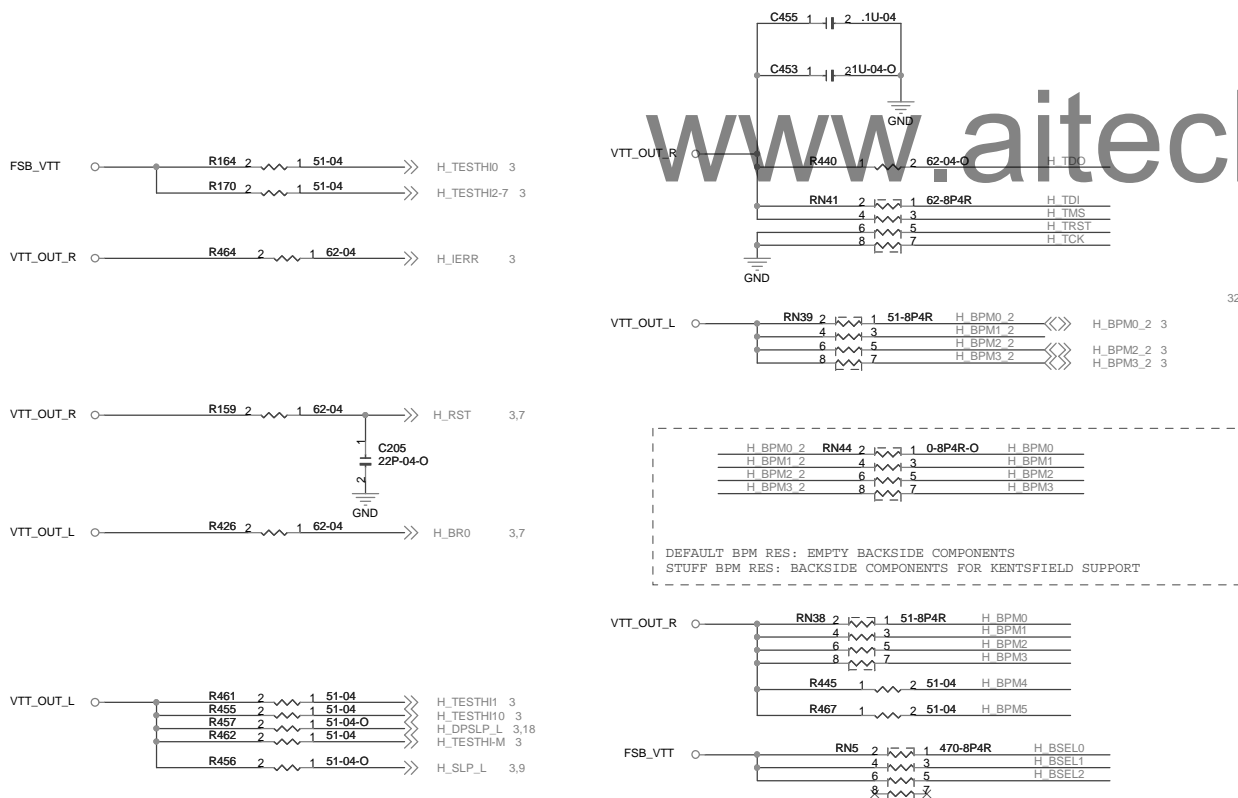 FSB_VTT
R164 2 1 51-04 H_TESTHI0 3
R170 2 1 51-04 H_TESTHI2-7 3
VTT_OUT_R R464 2 1 62-04 H_IERR 3
VTT_OUT_R R159 2 1 62-04 H_RST 3,7
1 C205
22P-04-O
2
GND
VTT_OUT_L R426 2 1 62-04 H_BR0 3,7
VTT_OUT_L R461 2 1 51-04 H_TESTHI1 3
R455 2 1 51-04 H_TESTHI10 3
R457 2 1 51-04-O H_DPSLP_L 3,18
R462 2 1 51-04 H_TESTHI-M 3
R456 2 1 51-04-O H_SLP_L 3,9
C455 1 2 .1U-04
C453 1 2 1U-04-O
GND
www.aitec
VTT_OUT_R R440 1 2 62-04-O H_TDO
RN41 2 1 62-8P4R H_TDI
4 3 H_TMS
6 5 H_TRST
8 7 H_TCK
GND
32
VTT_OUT_L RN39 2 1 51-8P4R H_BPM0_2 H_BPM0_2 3
4 3 H_BPM1_2
6 5 H_BPM2_2 H_BPM2_2 3
8 7 H_BPM3_2 H_BPM3_2 3
H_BPM0_2 RN44 2 1 0-8P4R-O H_BPM0
H_BPM1_2 4 3 H_BPM1
H_BPM2_2 6 5 H_BPM2
H_BPM3_2 8 7 H_BPM3
DEFAULT BPM RES: EMPTY BACKSIDE COMPONENTS
STUFF BPM RES: BACKSIDE COMPONENTS FOR KENTSFIELD SUPPORT
VTT_OUT_R RN38 2 1 51-8P4R H_BPM0
4 3 H_BPM1
6 5 H_BPM2
8 7 H_BPM3
R445 1 2 51-04 H_BPM4
R467 1 2 51-04 H_BPM5
FSB_VTT RN5 2 1 470-8P4R H_BSEL0
4 3 H_BSEL1
6 5 H_BSEL2
8 7